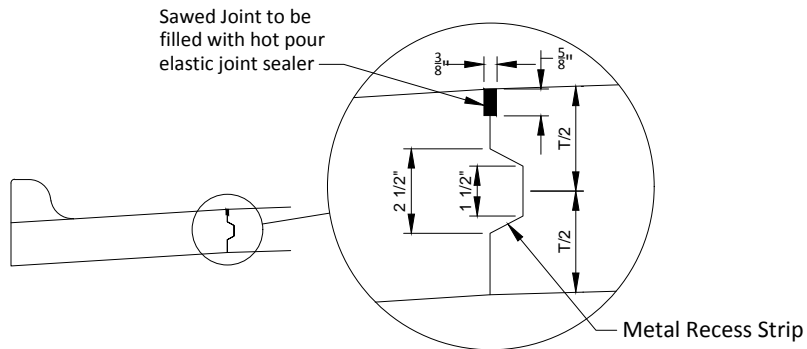 Sawed Joint to be
filled with hot pour
elastic joint sealer
3/8"
5/8"
T/2
2 1/2"
1 1/2"
T/2
Metal Recess Strip